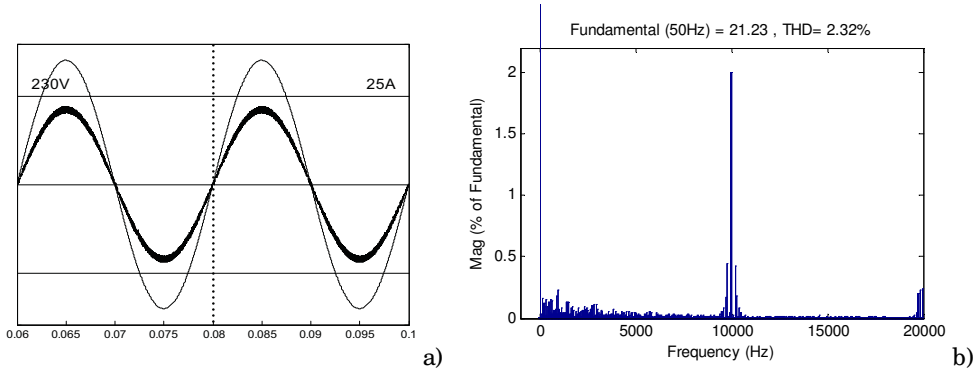 230V 25A
0.06 0.065 0.07 0.075 0.08 0.085 0.09 0.095 0.1
a)
Fundamental (50Hz) = 21.23 , THD= 2.32%
Mag (% of Fundamental)
2
1.5
1
0.5
0
0 5000 10000 15000 20000
Frequency (Hz)
b)